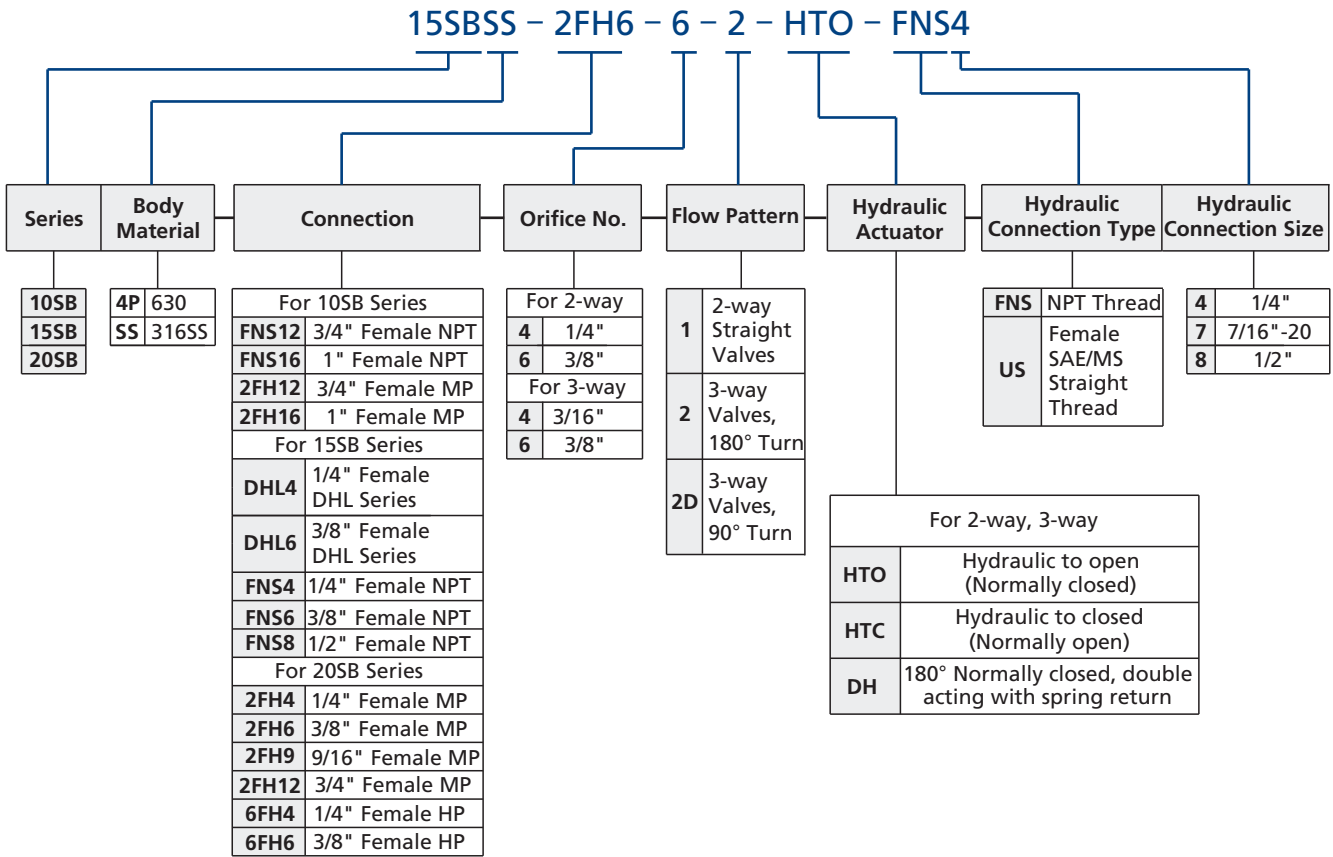 15SBSS – 2FH6 – 6 – 2 – HTO – FNS4
Series
Body
Material
Connection
Orifice No.
Flow Pattern
Hydraulic
Actuator
Hydraulic
Connection Type
Hydraulic
Connection Size
10SB
15SB
20SB
4P 630
SS 316SS
For 10SB Series
FNS12 3/4" Female NPT
FNS16 1" Female NPT
2FH12 3/4" Female MP
2FH16 1" Female MP
For 15SB Series
DHL4 1/4" Female
DHL Series
DHL6 3/8" Female
DHL Series
FNS4 1/4" Female NPT
FNS6 3/8" Female NPT
FNS8 1/2" Female NPT
For 20SB Series
2FH4 1/4" Female MP
2FH6 3/8" Female MP
2FH9 9/16" Female MP
2FH12 3/4" Female MP
6FH4 1/4" Female HP
6FH6 3/8" Female HP
For 2-way
4 1/4"
6 3/8"
For 3-way
4 3/16"
6 3/8"
1 2-way
Straight
Valves
2 3-way
Valves,
180° Turn
2D 3-way
Valves,
90° Turn
For 2-way, 3-way
HTO Hydraulic to open
(Normally closed)
HTC Hydraulic to closed
(Normally open)
DH 180° Normally closed, double
acting with spring return
FNS NPT Thread
US Female
SAE/MS
Straight
Thread
4 1/4"
7 7/16"-20
8 1/2"